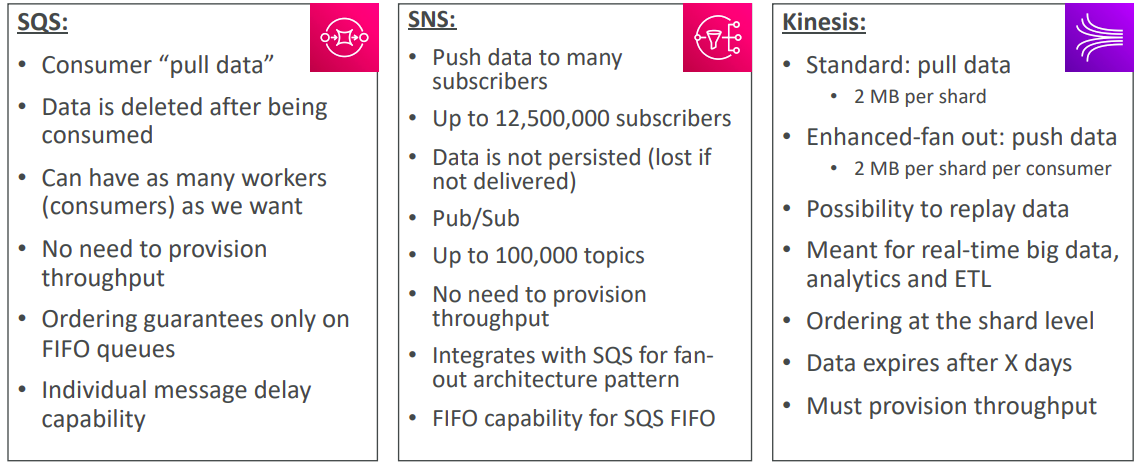 SQS:
• Consumer “pull data”
• Data is deleted after being
consumed
• Can have as many workers
(consumers) as we want
• No need to provision
throughput
• Ordering guarantees only on
FIFO queues
• Individual message delay
capability
SNS:
• Push data to many
subscribers
• Up to 12,500,000 subscribers
• Data is not persisted (lost if
not delivered)
• Pub/Sub
• Up to 100,000 topics
• No need to provision
throughput
• Integrates with SQS for fan-
out architecture pattern
• FIFO capability for SQS FIFO
Kinesis:
• Standard: pull data
• 2 MB per shard
• Enhanced-fan out: push data
• 2 MB per shard per consumer
• Possibility to replay data
• Meant for real-time big data,
analytics and ETL
• Ordering at the shard level
• Data expires after X days
• Must provision throughput